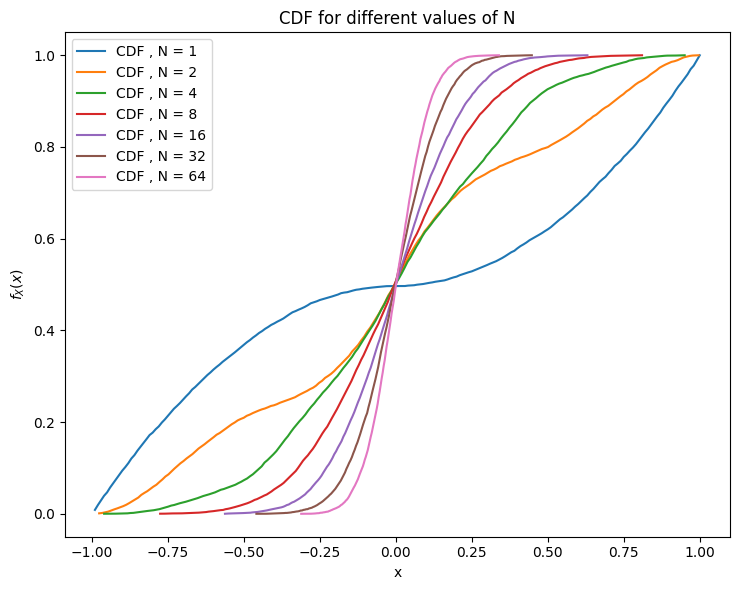 CDF for different values of N
CDF , N = 1
CDF , N = 2
CDF , N = 4
CDF , N = 8
CDF , N = 16
CDF , N = 32
CDF , N = 64
1.0
0.8
0.6
0.4
0.2
0.0
f_X(x)
−1.00 −0.75 −0.50 −0.25 0.00 0.25 0.50 0.75 1.00
x